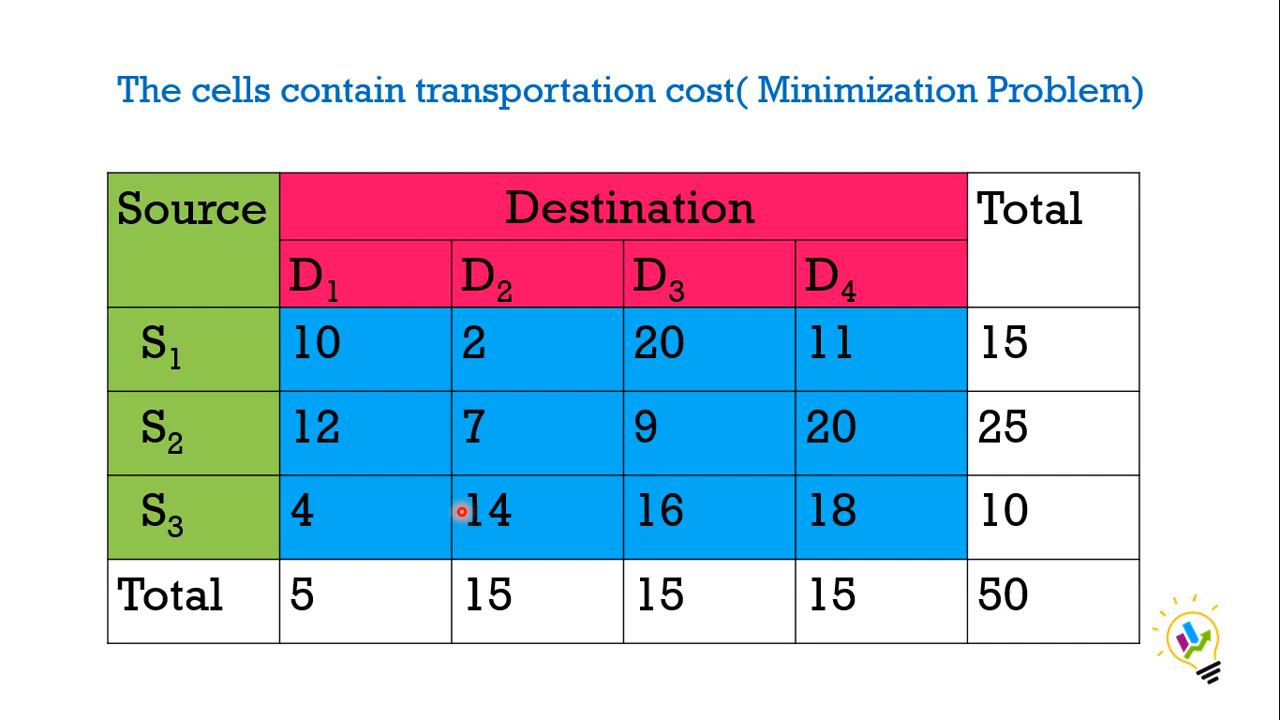 The cells contain transportation cost( Minimization Problem)
Source Destination Total
D1 D2 D3 D4
S1 10 2 20 11 15
S2 12 7 9 20 25
S3 4 14 16 18 10
Total 5 15 15 15 50